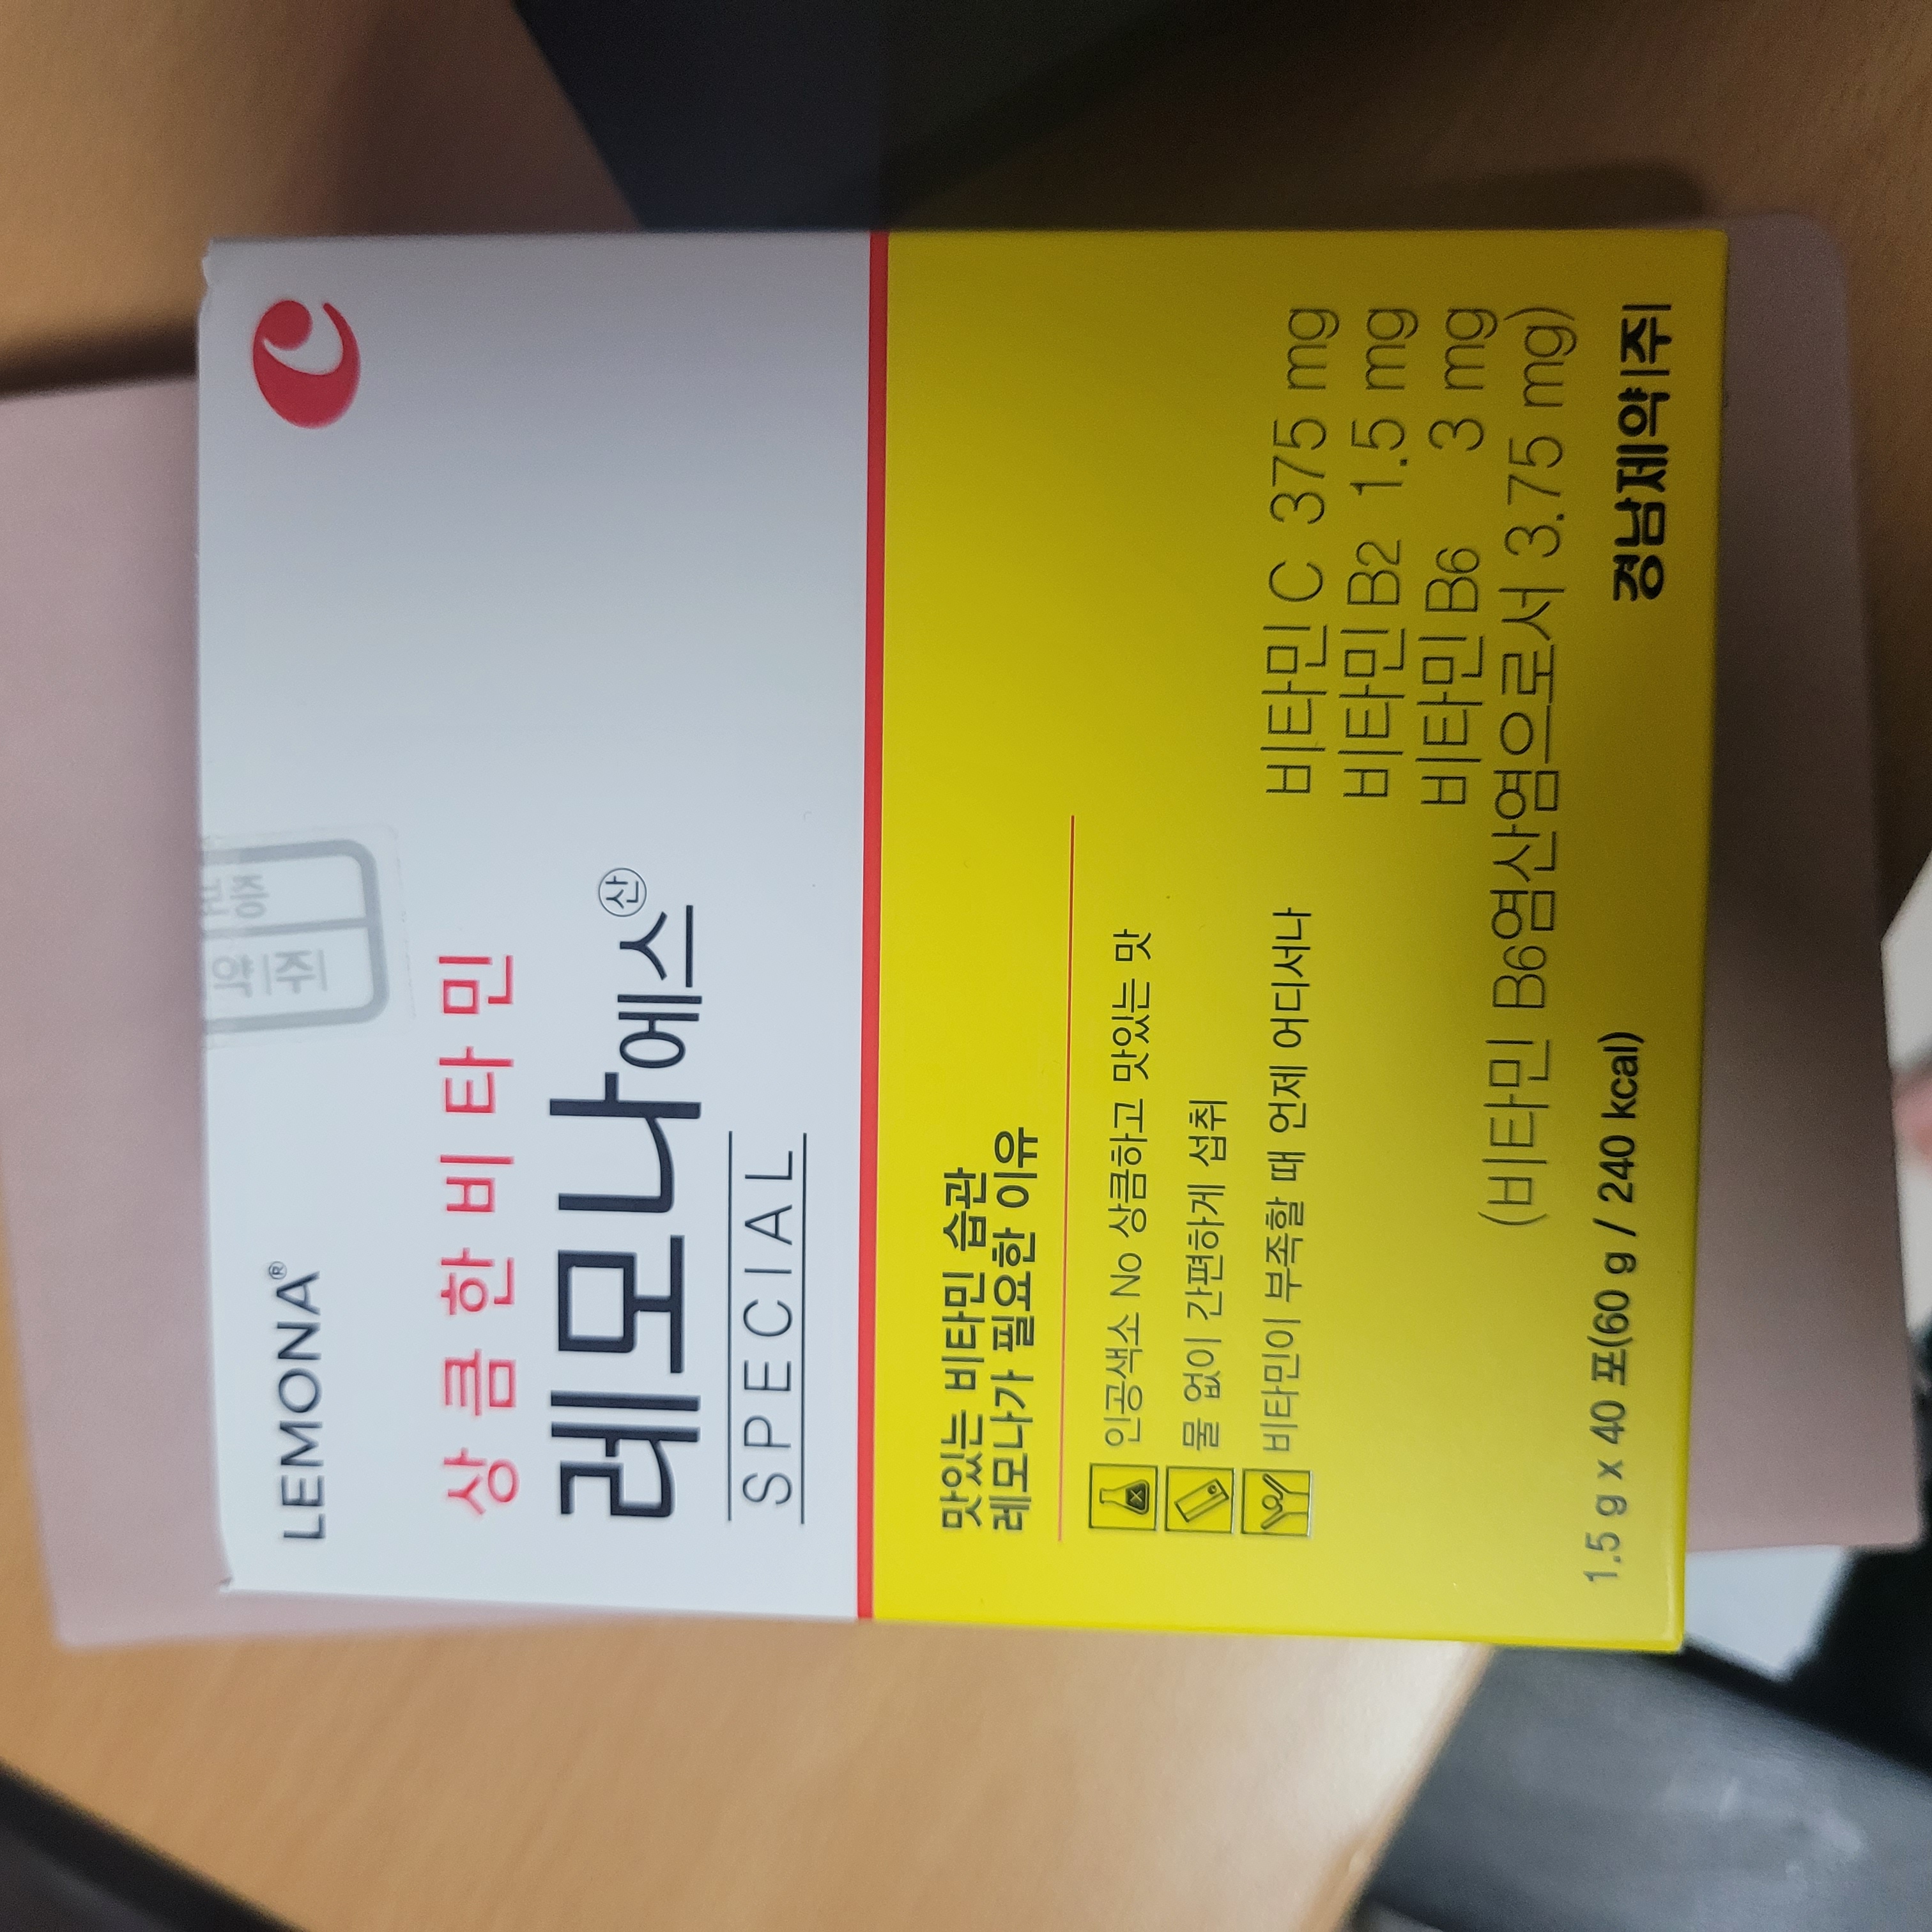 LEMONA®
상큼한비타민
레모나에스산
SPECIAL
맛있는 비타민 습관
레모나가 필요한 이유
인공색소 No 상큼하고 맛있는 맛
물 없이 간편하게 섭취
비타민이 부족할 때 언제 어디서나
비타민 C 375 mg
비타민 B2 1.5 mg
비타민 B6 3 mg
(비타민 B6염산염으로서 3.75 mg)
1.5 g x 40 포(60 g / 240 kcal)
경남제약|주|